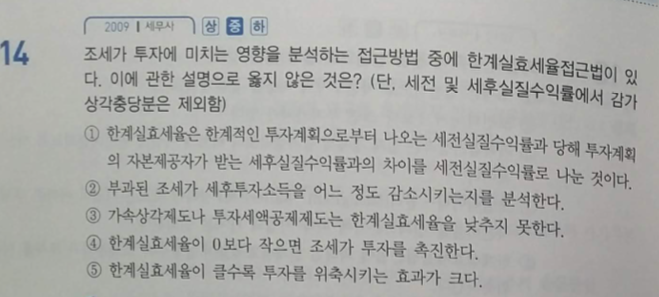 2009 | 세무사 상 중 하
14
조세가 투자에 미치는 영향을 분석하는 접근방법 중에 한계실효세율접근법이 있
다. 이에 관한 설명으로 옳지 않은 것은? (단, 세전 및 세후실질수익률에서 감가
상각충당분은 제외함)
① 한계실효세율은 한계적인 투자계획으로부터 나오는 세전실질수익률과 당해 투자계획
의 자본제공자가 받는 세후실질수익률과의 차이를 세전실질수익률로 나눈 것이다.
② 부과된 조세가 세후투자소득을 어느 정도 감소시키는지를 분석한다.
③ 가속상각제도나 투자세액공제제도는 한계실효세율을 낮추지 못한다.
④ 한계실효세율이 0보다 작으면 조세가 투자를 촉진한다.
⑤ 한계실효세율이 클수록 투자를 위축시키는 효과가 크다.